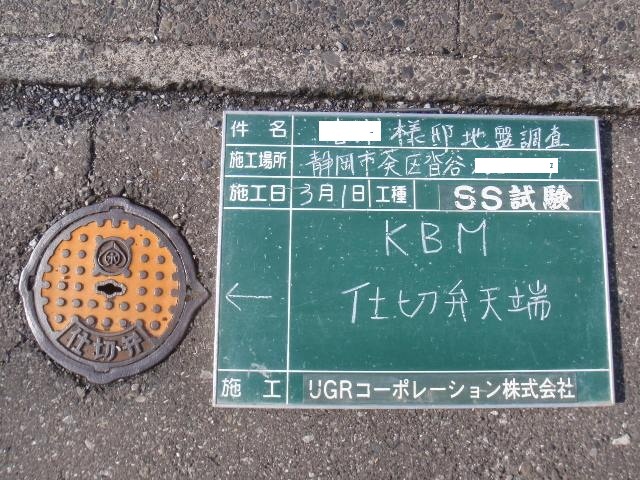 件名 様邸地盤調査
施工場所 静岡市葵区沓谷
施工日 3月1日 工種 SS試験
KBM
←
仕切弁天端
施工 UGRコーポレーション株式会社
仕切弁